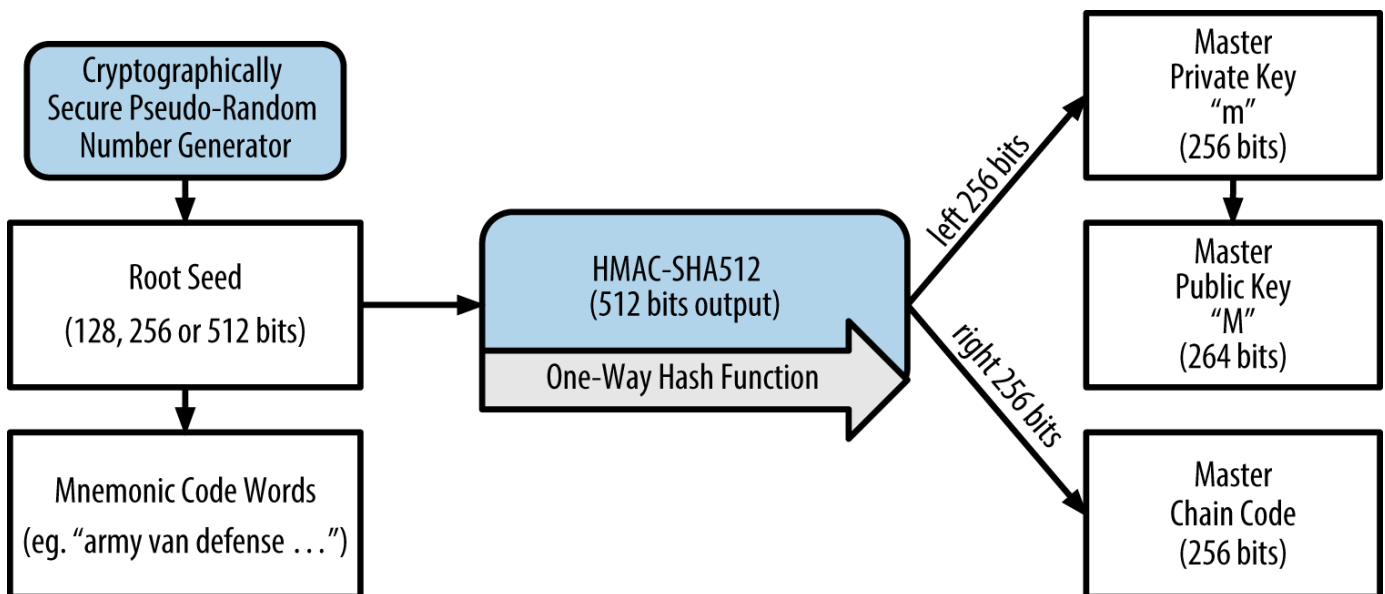 Cryptographically
Secure Pseudo-Random
Number Generator
Root Seed
(128, 256 or 512 bits)
Mnemonic Code Words
(eg. “army van defense …”)
HMAC-SHA512
(512 bits output)
One-Way Hash Function
left 256 bits
right 256 bits
Master
Private Key
“m”
(256 bits)
Master
Public Key
“M”
(264 bits)
Master
Chain Code
(256 bits)